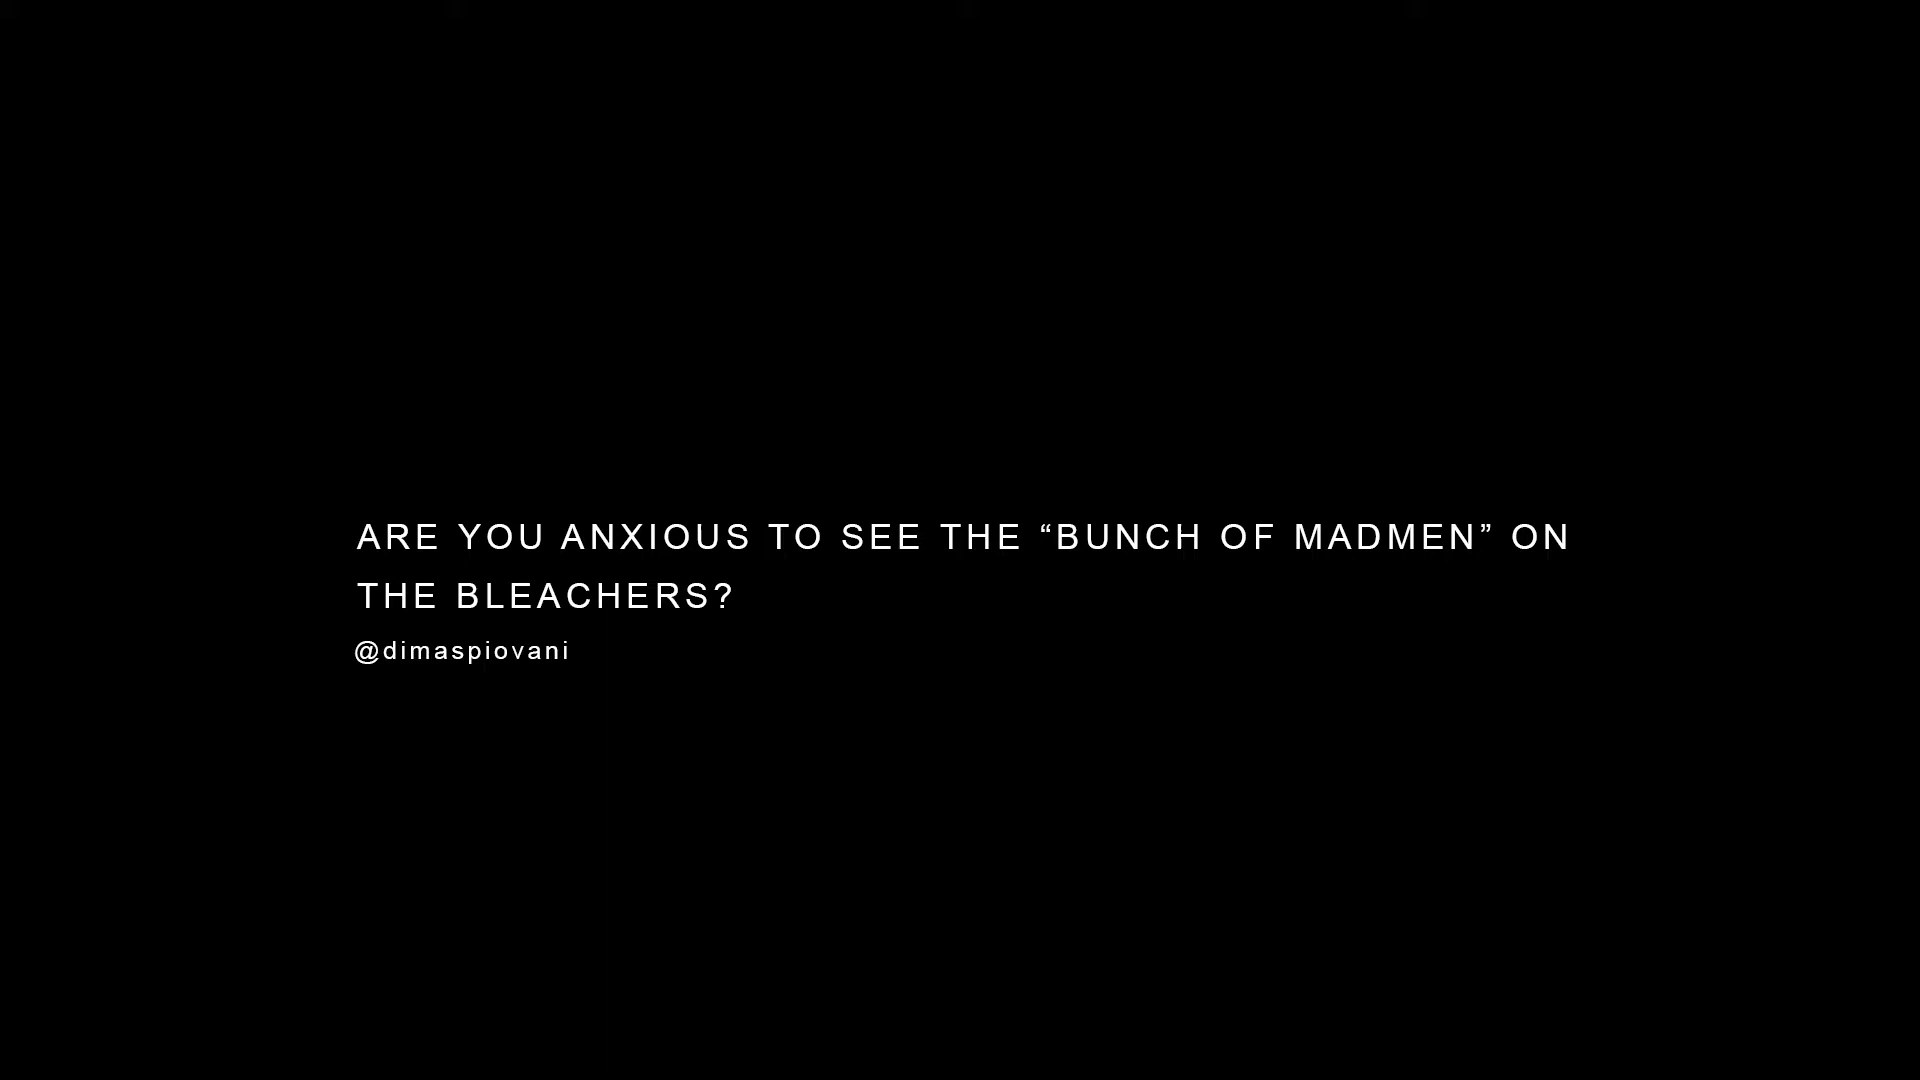 ARE YOU ANXIOUS TO SEE THE “BUNCH OF MADMEN” ON
THE BLEACHERS?
@dimaspiovani